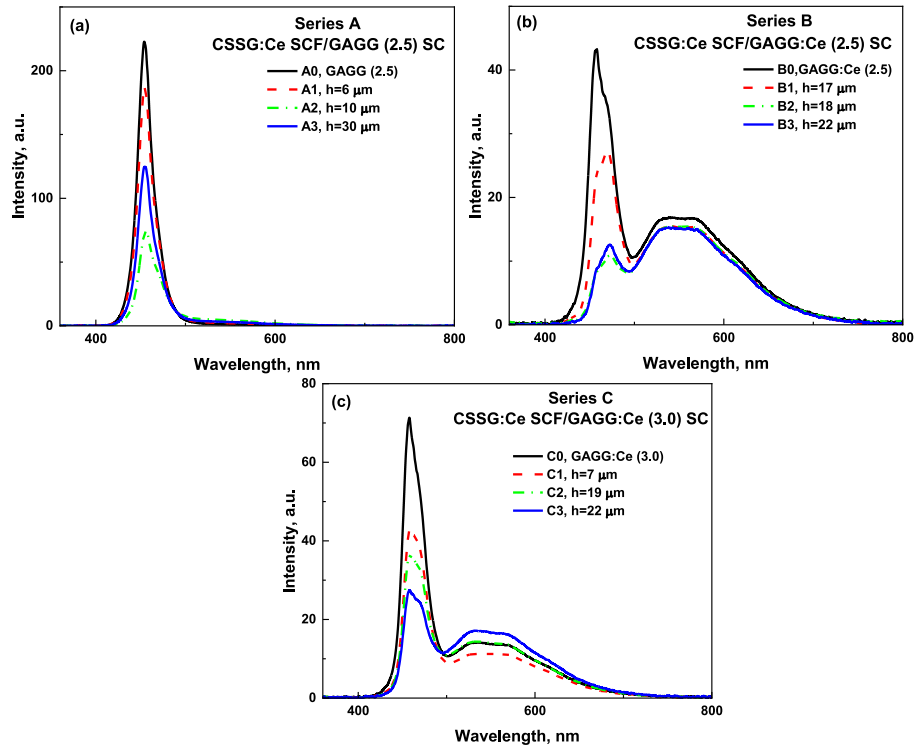 (a)
Series A
CSSG:Ce SCF/GAGG (2.5) SC
A0, GAGG (2.5)
A1, h=6 μm
A2, h=10 μm
A3, h=30 μm
Intensity, a.u.
200
100
0
400
600
800
Wavelength, nm
(b)
Series B
CSSG:Ce SCF/GAGG:Ce (2.5) SC
B0,GAGG:Ce (2.5)
B1, h=17 μm
B2, h=18 μm
B3, h=22 μm
Intensity, a.u.
40
20
0
400
600
800
Wavelength, nm
(c)
Series C
CSSG:Ce SCF/GAGG:Ce (3.0) SC
C0, GAGG:Ce (3.0)
C1, h=7 μm
C2, h=19 μm
C3, h=22 μm
Intensity, a.u.
80
60
40
20
0
400
600
800
Wavelength, nm